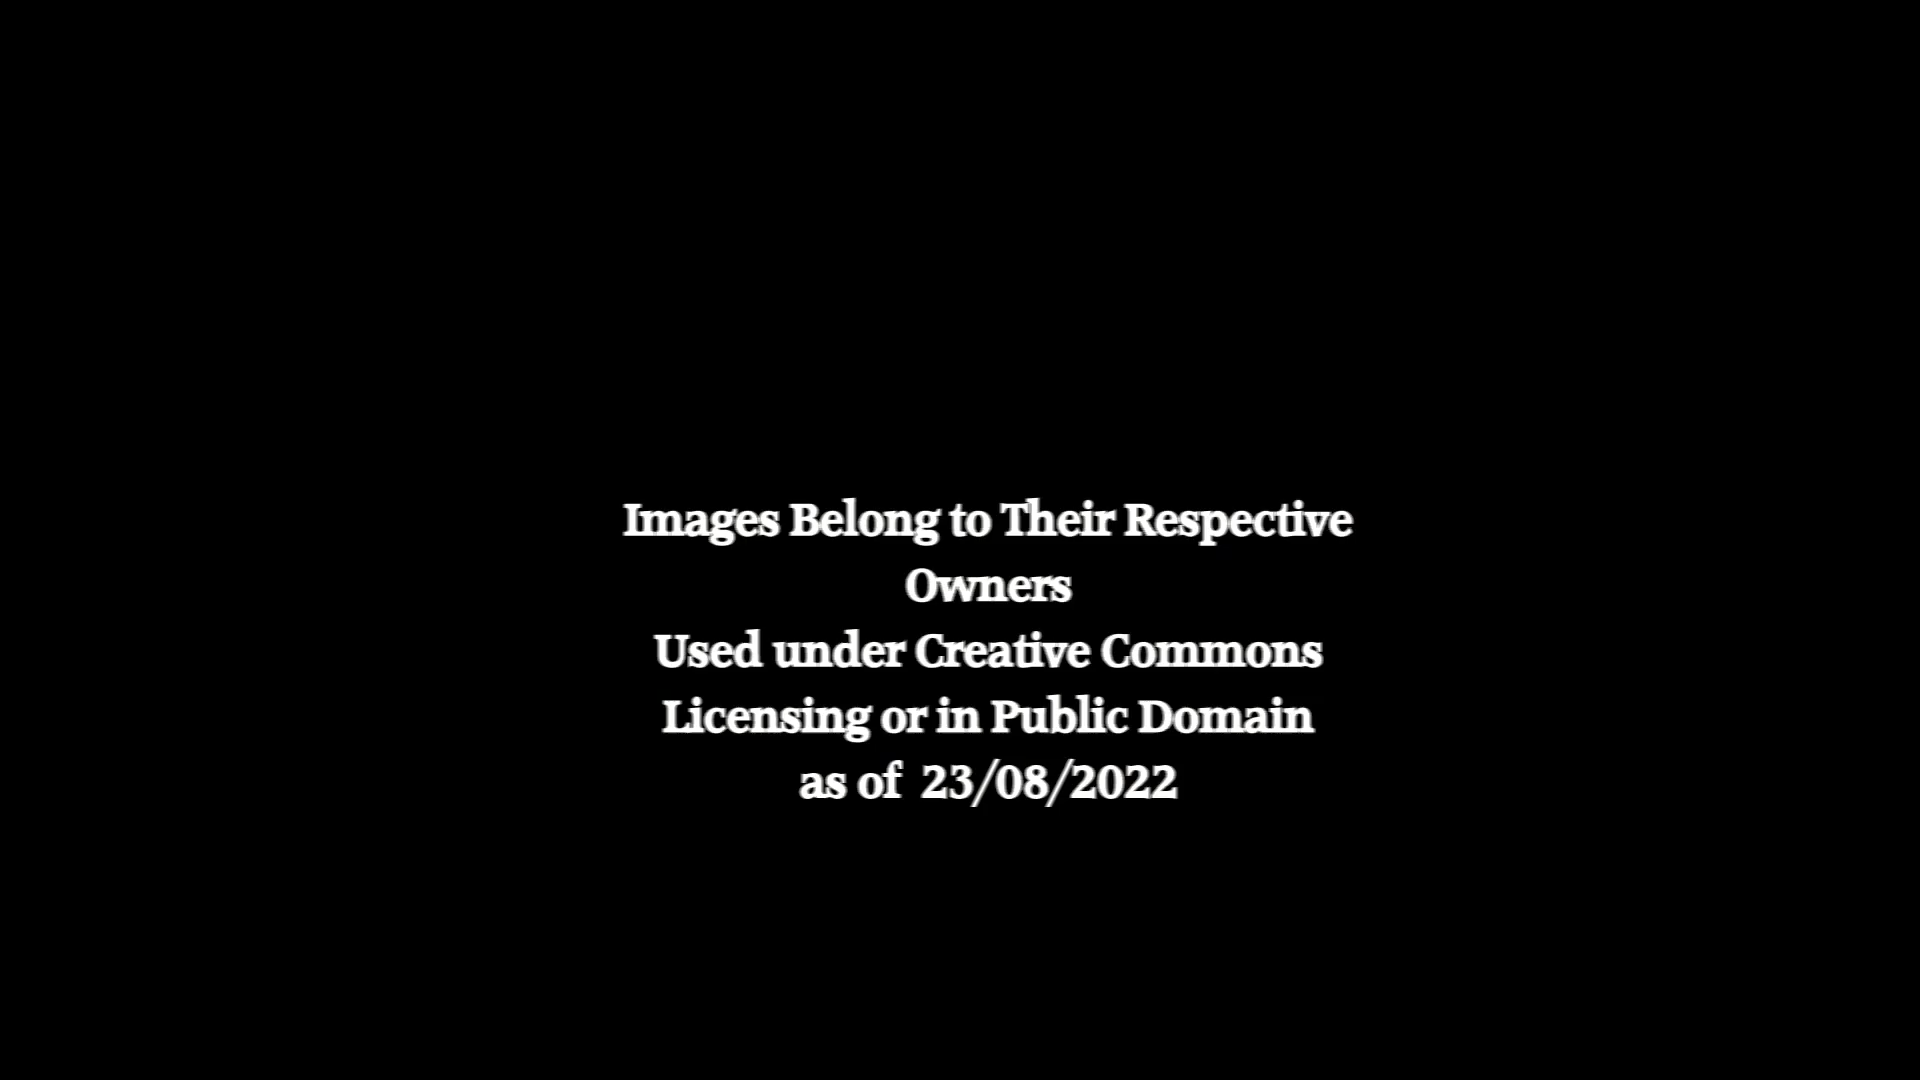 Images Belong to Their Respective
Owners
Used under Creative Commons
Licensing or in Public Domain
as of  23/08/2022